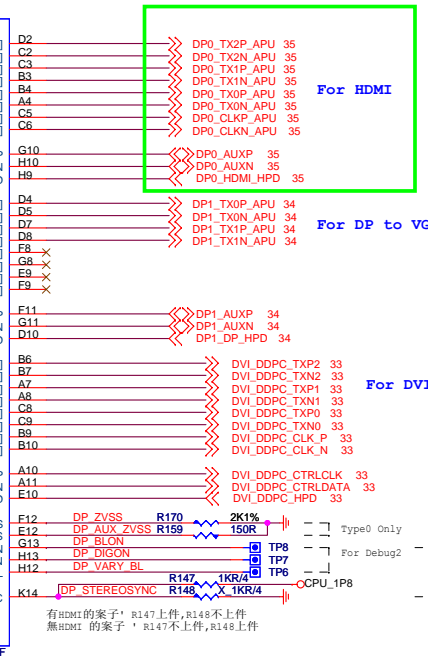 D2 DP0_TX2P_APU 35
C2 DP0_TX2N_APU 35
C3 DP0_TX1P_APU 35
B3 DP0_TX1N_APU 35
B4 DP0_TX0P_APU 35
A4 DP0_TX0N_APU 35
C5 DP0_CLKP_APU 35
C6 DP0_CLKN_APU 35
For HDMI
G10 DP0_AUXP 35
H10 DP0_AUXN 35
H9 DP0_HDMI_HPD 35
D4 DP1_TX0P_APU 34
D5 DP1_TX0N_APU 34
D7 DP1_TX1P_APU 34
D8 DP1_TX1N_APU 34
For DP to VG
F8
G8
E9
F9
F11 DP1_AUXP 34
G11 DP1_AUXN 34
D10 DP1_DP_HPD 34
B6 DVI_DDPC_TXP2 33
B7 DVI_DDPC_TXN2 33
A7 DVI_DDPC_TXP1 33
A8 DVI_DDPC_TXN1 33
C8 DVI_DDPC_TXP0 33
C9 DVI_DDPC_TXN0 33
B9 DVI_DDPC_CLK_P 33
B10 DVI_DDPC_CLK_N 33
For DVI
A10 DVI_DDPC_CTRLCLK 33
A11 DVI_DDPC_CTRLDATA 33
E10 DVI_DDPC_HPD 33
F12 DP_ZVSS R170 2K1%
E12 DP_AUX_ZVSS R159 150R
Type0 Only
G13 DP_BLON TP8
H13 DP_DIGON TP7
H12 DP_VARY_BL TP6
For Debug2
R147 1KR/4 CPU_1P8
K14 DP_STEREOSYNC R148 X_1KR/4
有HDMI的案子' R147上件,R148不上件
無HDMI 的案子 ' R147不上件,R148上件